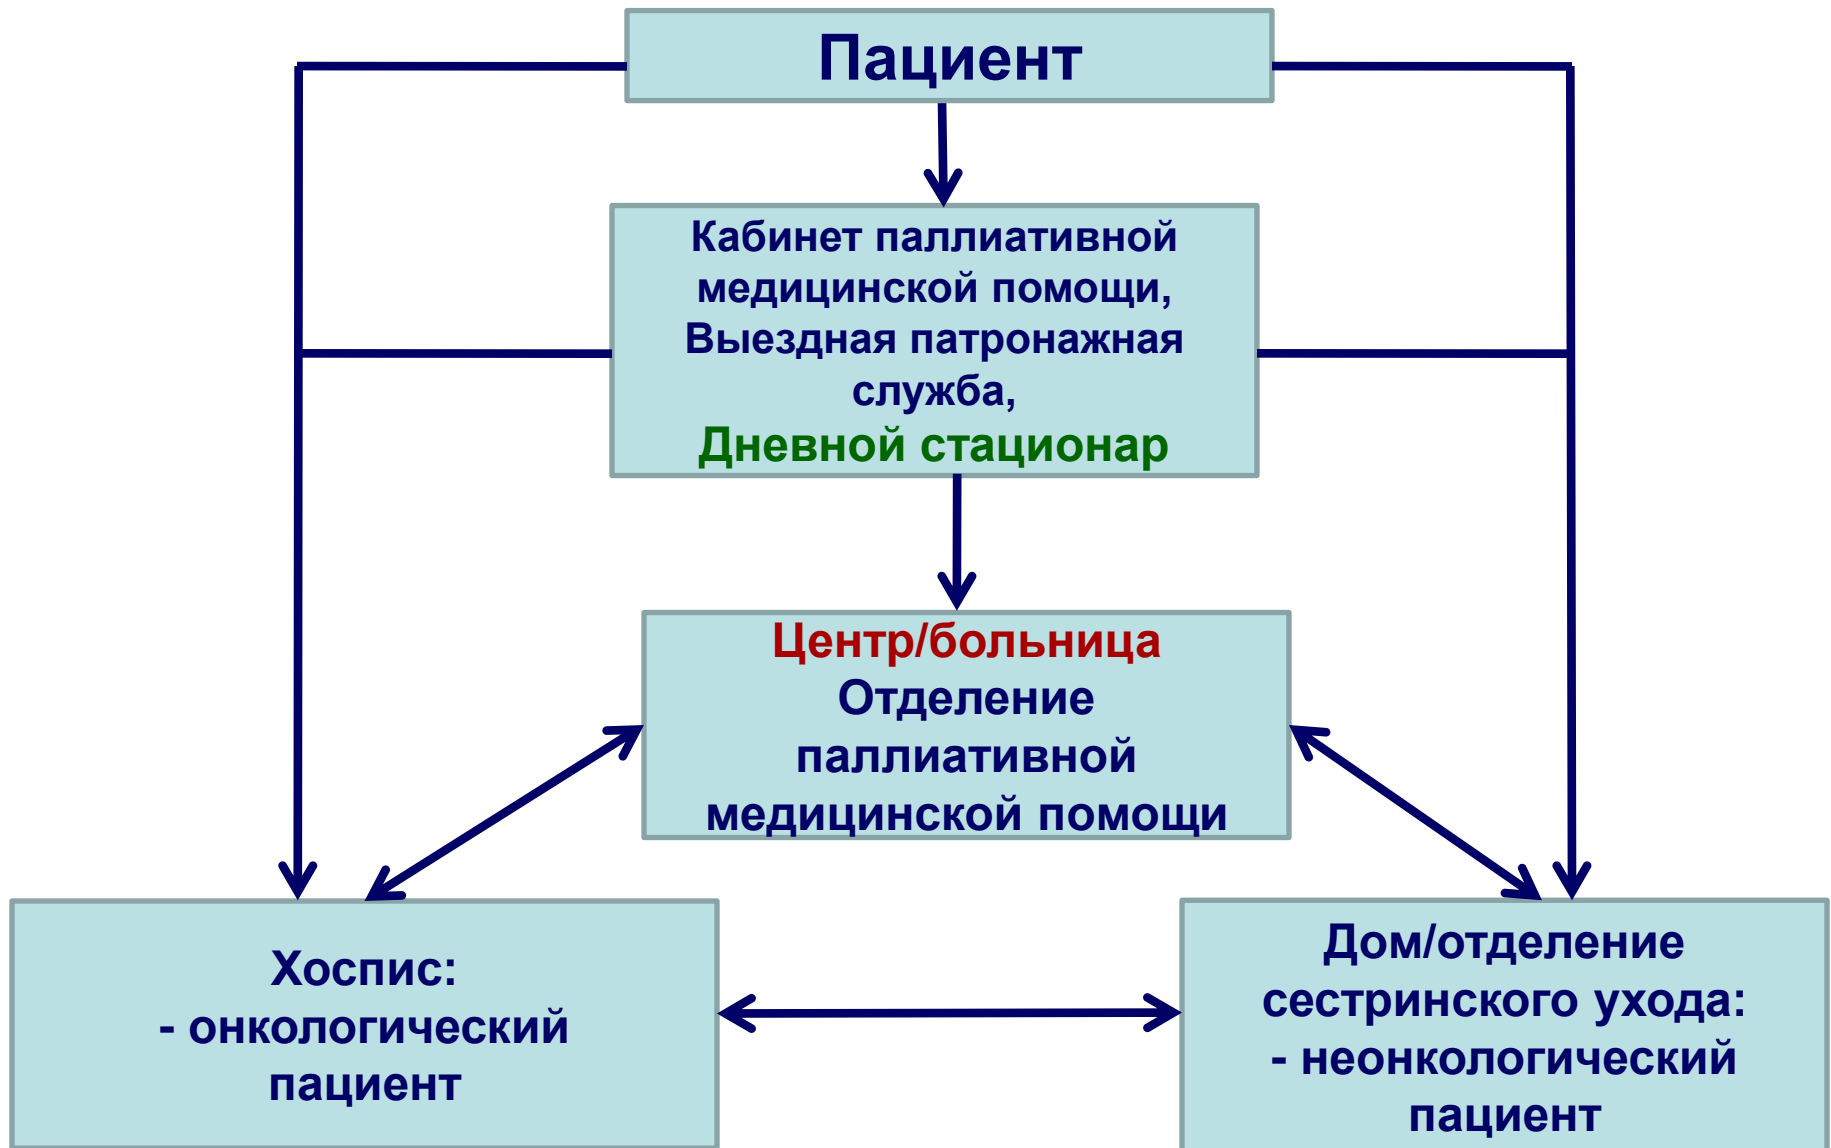 Пациент
Кабинет паллиативной
медицинской помощи,
Выездная патронажная
служба,
Дневной стационар
Центр/больница
Отделение
паллиативной
медицинской помощи
Хоспис:
- онкологический
пациент
Дом/отделение
сестринского ухода:
- неонкологический
пациент